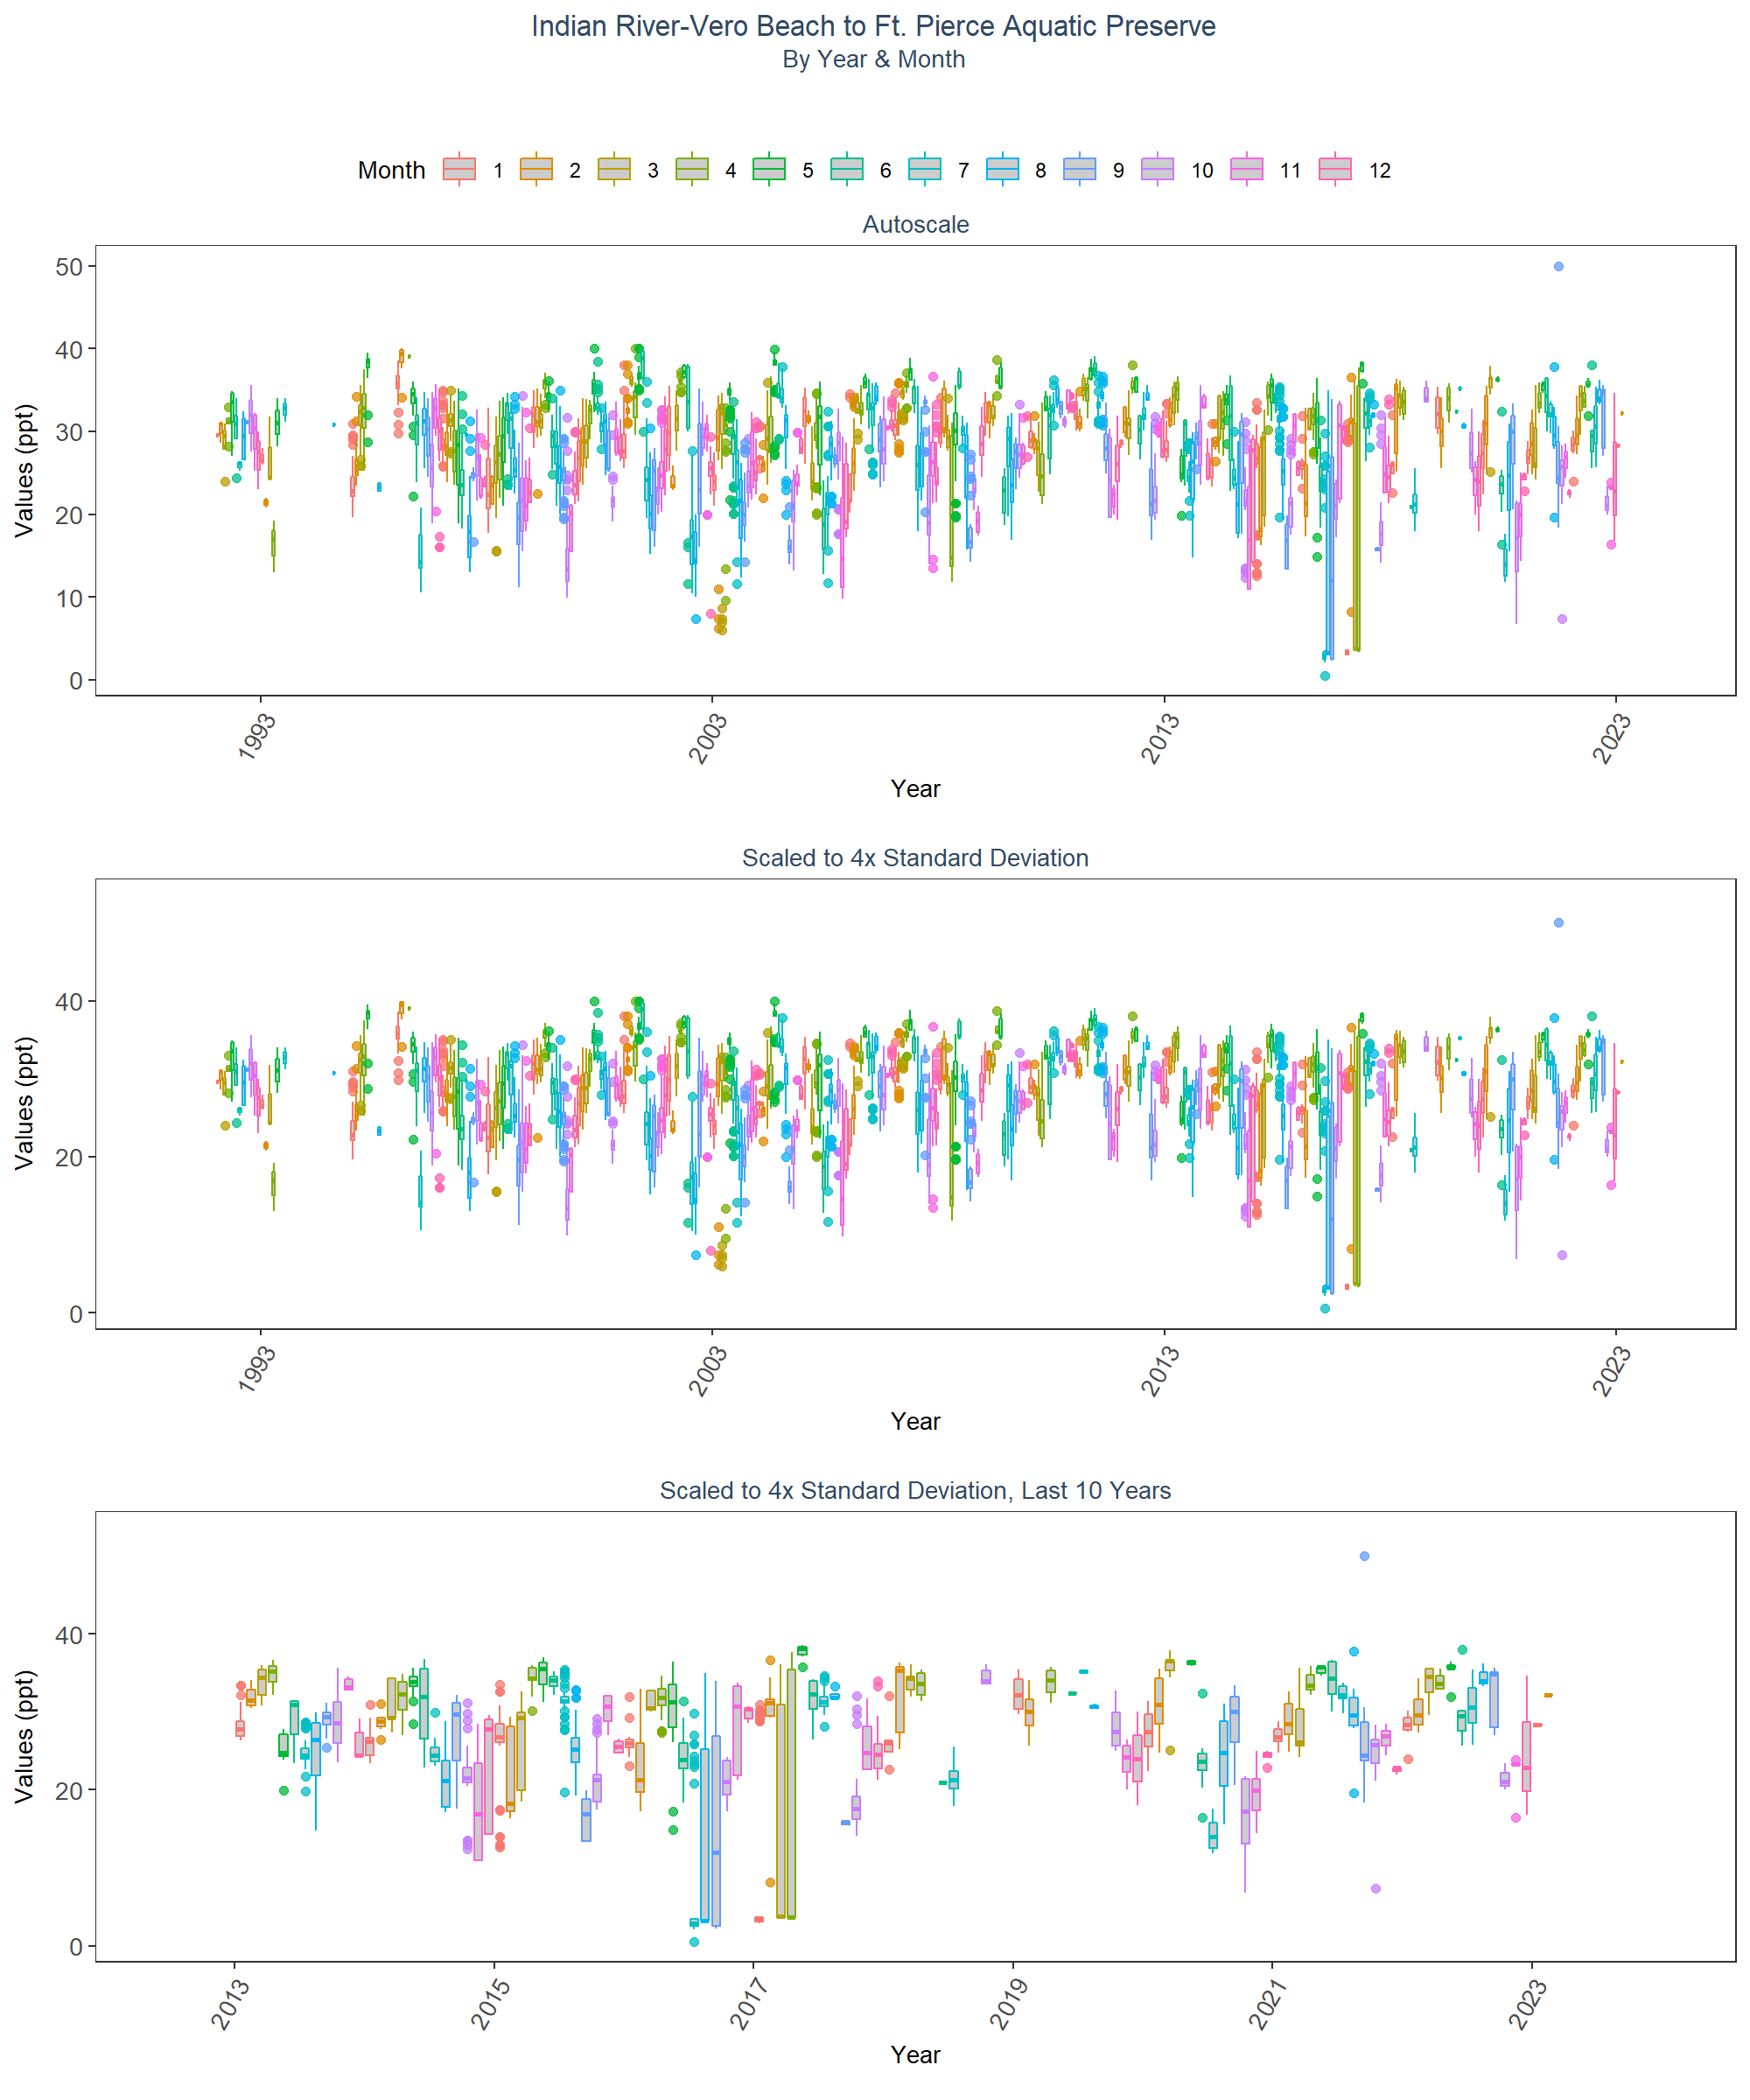 Indian River-Vero Beach to Ft. Pierce Aquatic Preserve
By Year & Month
Month 1 2 3 4 5 6 7 8 9 10 11 12
Autoscale
Values (ppt)
50
40
30
20
10
0
1993 2003 2013 2023
Year
Scaled to 4x Standard Deviation
Values (ppt)
40
20
0
1993 2003 2013 2023
Year
Scaled to 4x Standard Deviation, Last 10 Years
Values (ppt)
40
20
0
2013 2015 2017 2019 2021 2023
Year